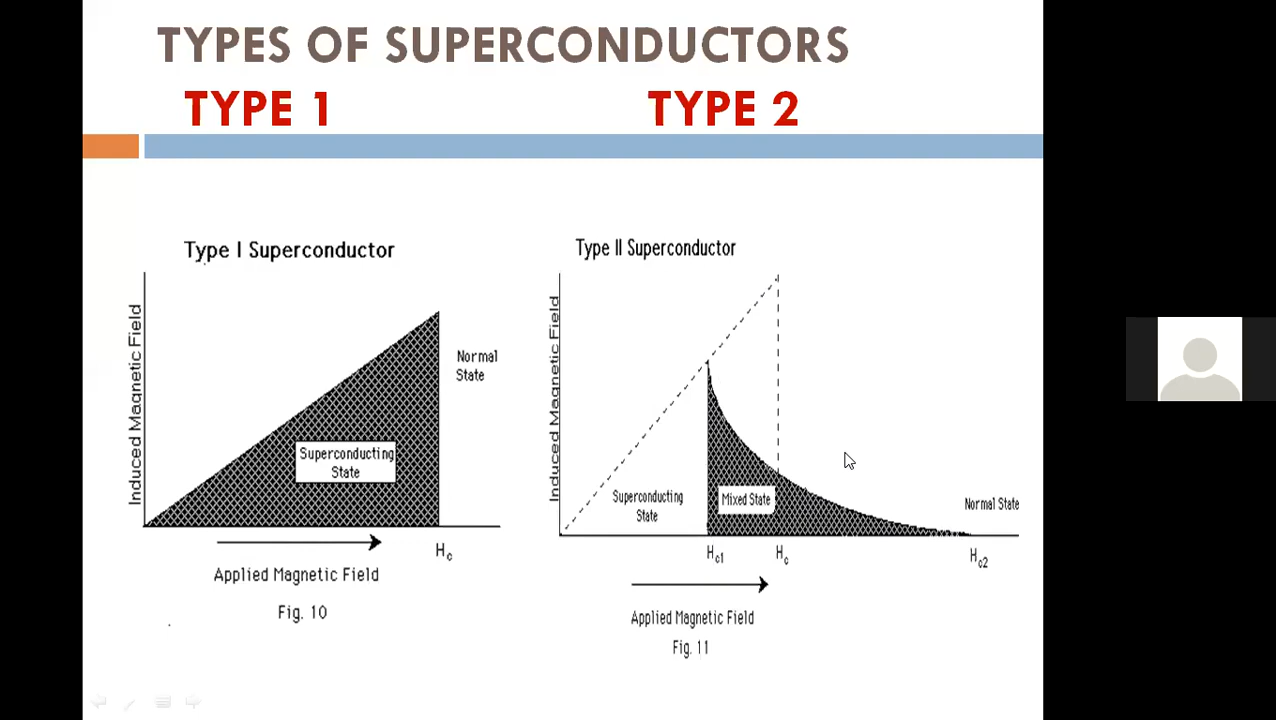 TYPES OF SUPERCONDUCTORS
TYPE 1
TYPE 2
Type I Superconductor
Induced Magnetic Field
Normal
State
Superconducting
State
Hc
Applied Magnetic Field
Fig. 10
Type II Superconductor
Induced Magnetic Field
Superconducting
State
Mixed State
Normal State
Hc1
Hc
Hc2
Applied Magnetic Field
Fig. 11